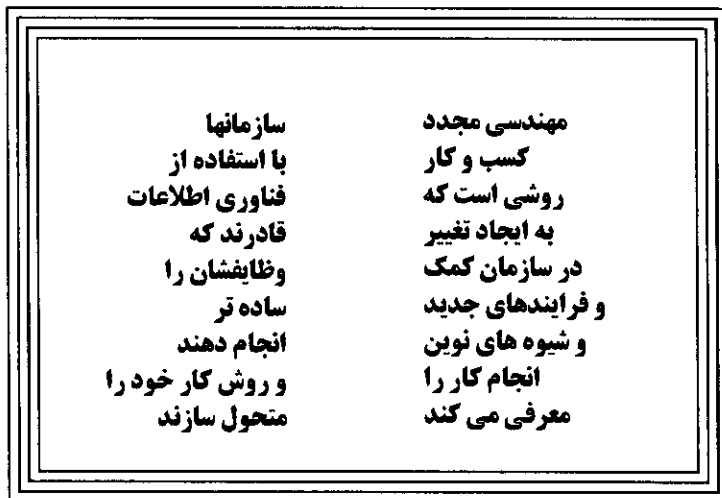 مهندسی مجدد
کسب و کار
روشی است که
به ایجاد تغییر
در سازمان کمک
و فرایندهای جدید
و شیوه های نوین
انجام کار را
معرفی می کند
سازمانها
با استفاده از
فناوری اطلاعات
قادرند که
وظایفشان را
ساده تر
انجام دهند
و روش کار خود را
متحول سازند